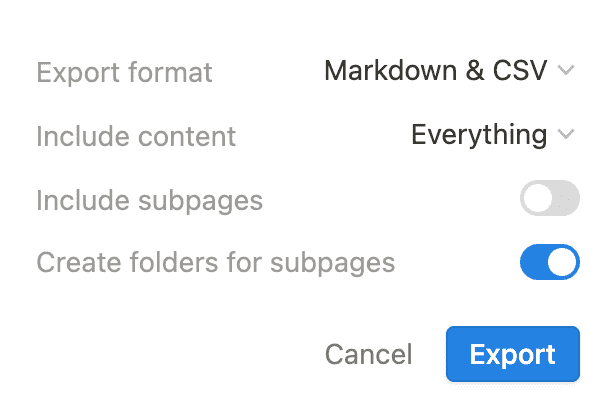 Export format Markdown & CSV
Include content Everything
Include subpages
Create folders for subpages
Cancel Export